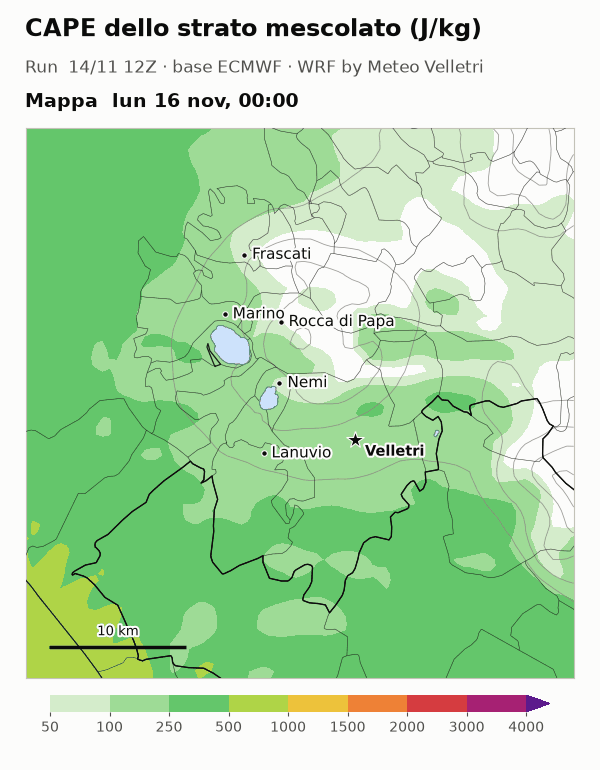 CAPE dello strato mescolato (J/kg)
Run  14/11 12Z · base ECMWF · WRF by Meteo Velletri
Mappa  lun 16 nov, 00:00
Frascati
Marino
Rocca di Papa
Nemi
Velletri
Lanuvio
10 km
50 100 250 500 1000 1500 2000 3000 4000